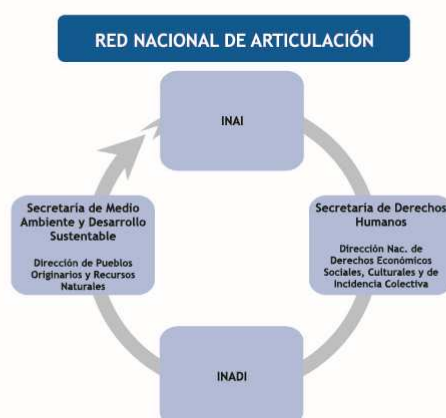 RED NACIONAL DE ARTICULACIÓN
INAI
Secretaría de Medio
Ambiente y Desarrollo
Sustentable
Dirección de Pueblos
Originarios y Recursos
Naturales
Secretaría de Derechos
Humanos
Dirección Nac. de
Derechos Económicos
Sociales, Culturales y de
Incidencia Colectiva
INADI